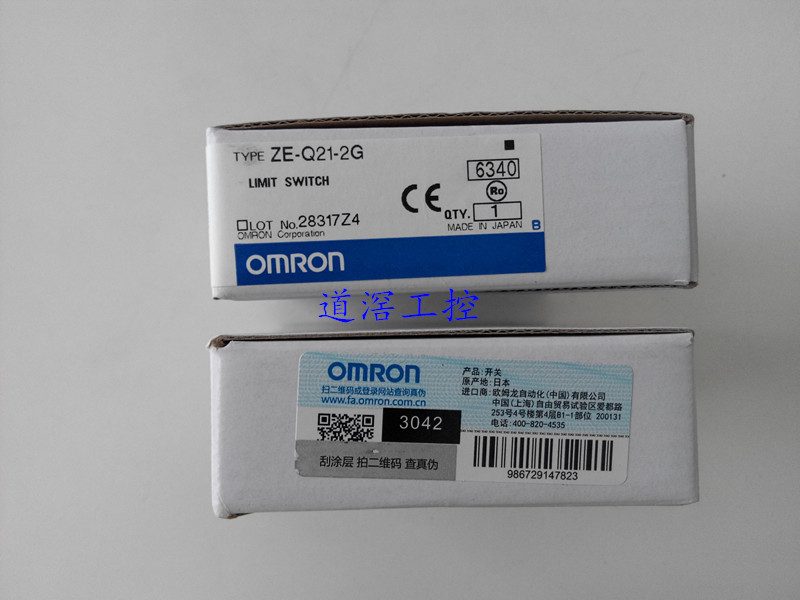 TYPE ZE-Q21-2G
LIMIT SWITCH
6340
CE
Ro
QTY. 1
LOT No.28317Z4
MADE IN JAPAN
OMRON Corporation
B
OMRON
道滘工控
OMRON
扫二维码或登录网站查询真伪
www.fa.omron.com.cn
3042
刮涂层 拍二维码 查真伪
产品: 开关
原产地: 日本
进口商: 欧姆龙自动化(中国)有限公司
中国(上海)自由贸易试验区爱都路
253号4号楼第4层B1-1部位 200131
电话:400-820-4535
986729147823